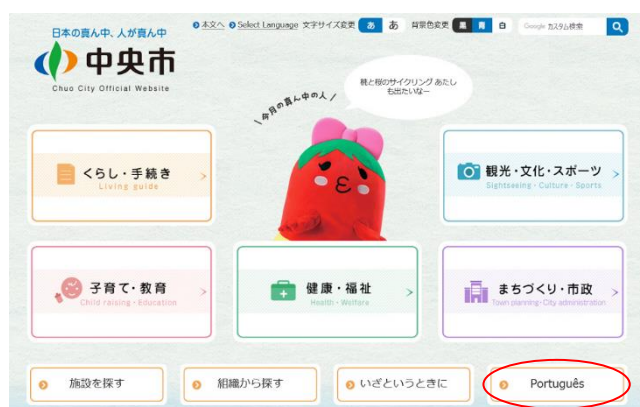 日本の真ん中、人が真ん中
本文へ Select Language 文字サイズ変更 あ あ 背景色変更 黒 青 白 Google カスタム検索
中央市
Chuo City Official Website
桃と桜のサイクリングあたし
も出たいなー
今月の真ん中の人
くらし・手続き
Living guide
観光・文化・スポーツ
Sightseeing・Culture・Sports
子育て・教育
Child raising・Education
健康・福祉
Health・Welfare
まちづくり・市政
Town planning・City administration
施設を探す
組織から探す
いざというときに
Português